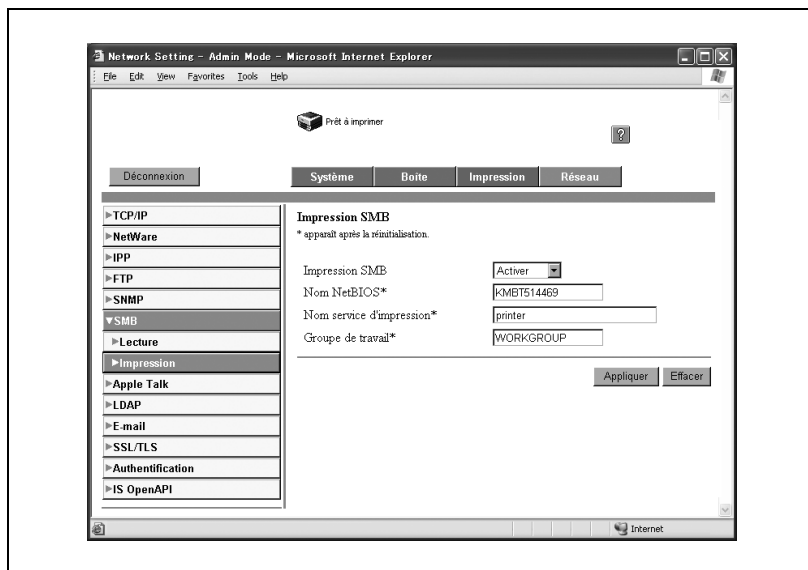 Network Setting - Admin Mode - Microsoft Internet Explorer
File Edit View Favorites Tools Help
Prêt à imprimer
?
Déconnexion
Système Boîte Impression Réseau
TCP/IP
NetWare
IPP
FTP
SNMP
SMB
Lecture
Impression
Apple Talk
LDAP
E-mail
SSL/TLS
Authentification
IS OpenAPI
Impression SMB
* apparaît après la réinitialisation.
Impression SMB Activer
Nom NetBIOS* KMBT514469
Nom service d'impression* printer
Groupe de travail* WORKGROUP
Appliquer Effacer
Internet